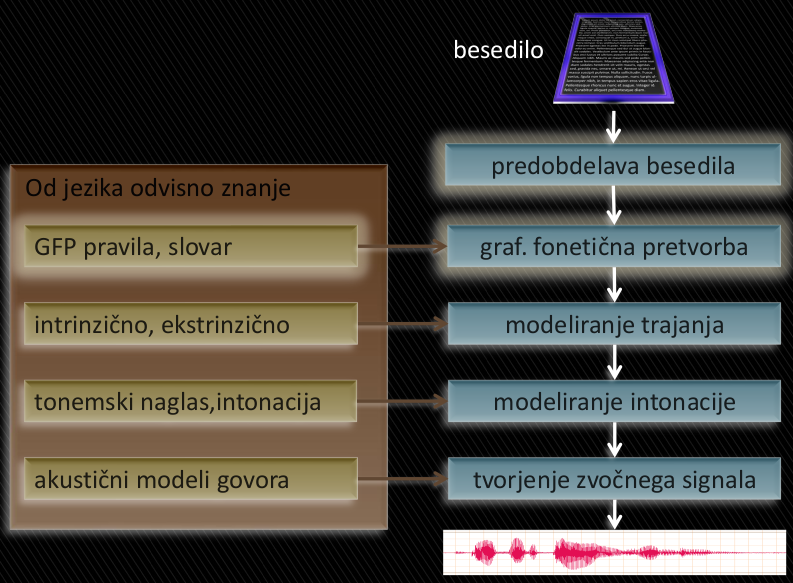 besedilo
predobdelava besedila
Od jezika odvisno znanje
GFP pravila, slovar
graf. fonetična pretvorba
intrinzično, ekstrinzično
modeliranje trajanja
tonemski naglas,intonacija
modeliranje intonacije
akustični modeli govora
tvorjenje zvočnega signala